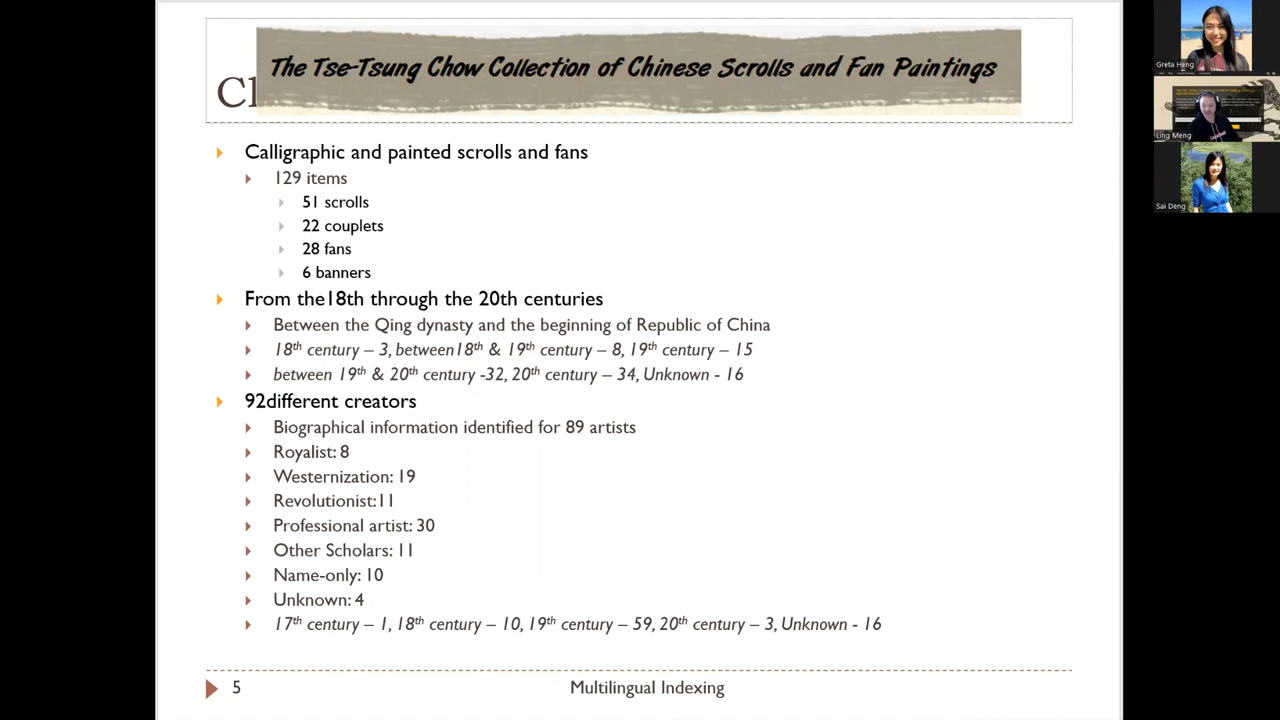 The Tse-Tsung Chow Collection of Chinese Scrolls and Fan Paintings
Calligraphic and painted scrolls and fans
129 items
51 scrolls
22 couplets
28 fans
6 banners
From the18th through the 20th centuries
Between the Qing dynasty and the beginning of Republic of China
18th century – 3, between18th & 19th century – 8, 19th century – 15
between 19th & 20th century -32, 20th century – 34, Unknown - 16
92different creators
Biographical information identified for 89 artists
Royalist: 8
Westernization: 19
Revolutionist:11
Professional artist: 30
Other Scholars: 11
Name-only: 10
Unknown: 4
17th century – 1, 18th century – 10, 19th century – 59, 20th century – 3, Unknown - 16
5
Multilingual Indexing
Greta Heng
Ling Meng
Sai Deng